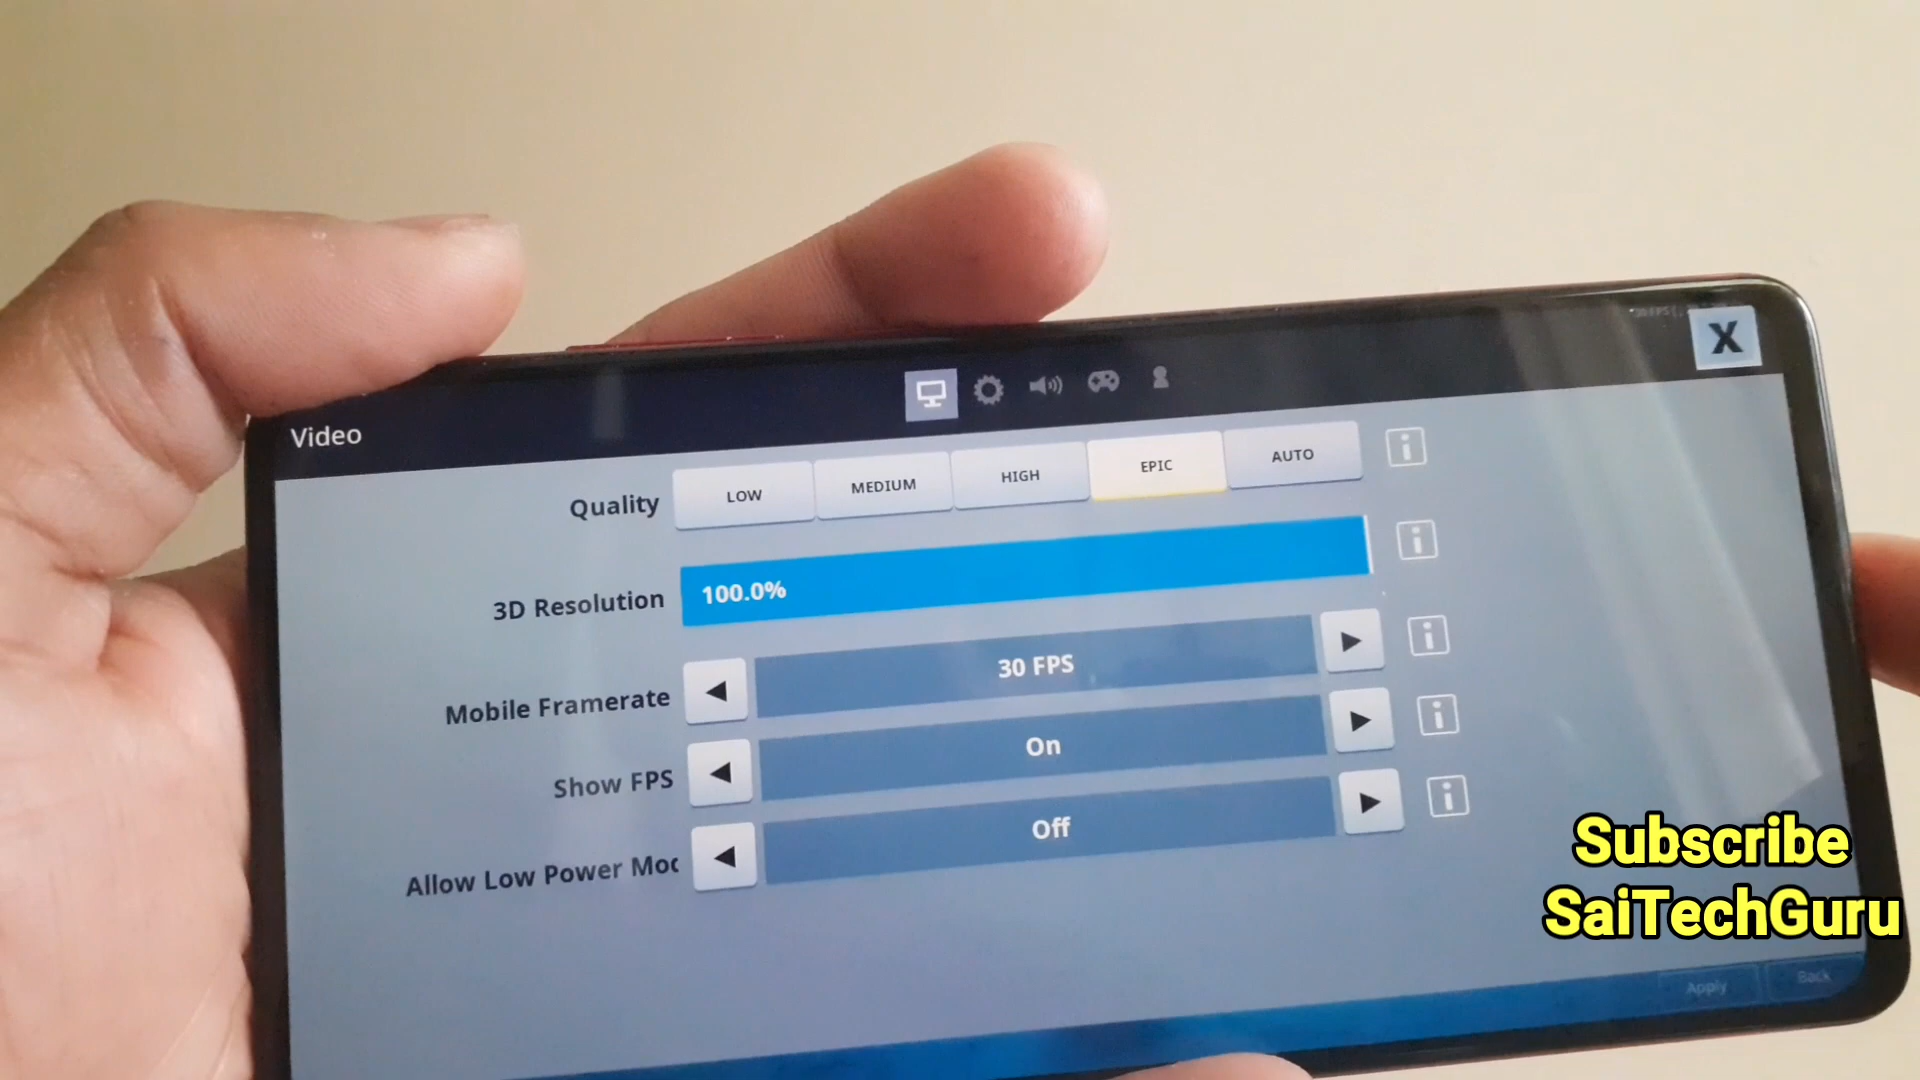 X
Video
Quality
LOW
MEDIUM
HIGH
EPIC
AUTO
3D Resolution
100.0%
Mobile Framerate
30 FPS
Show FPS
On
Allow Low Power Moc
Off
Subscribe
SaiTechGuru
Apply
Back